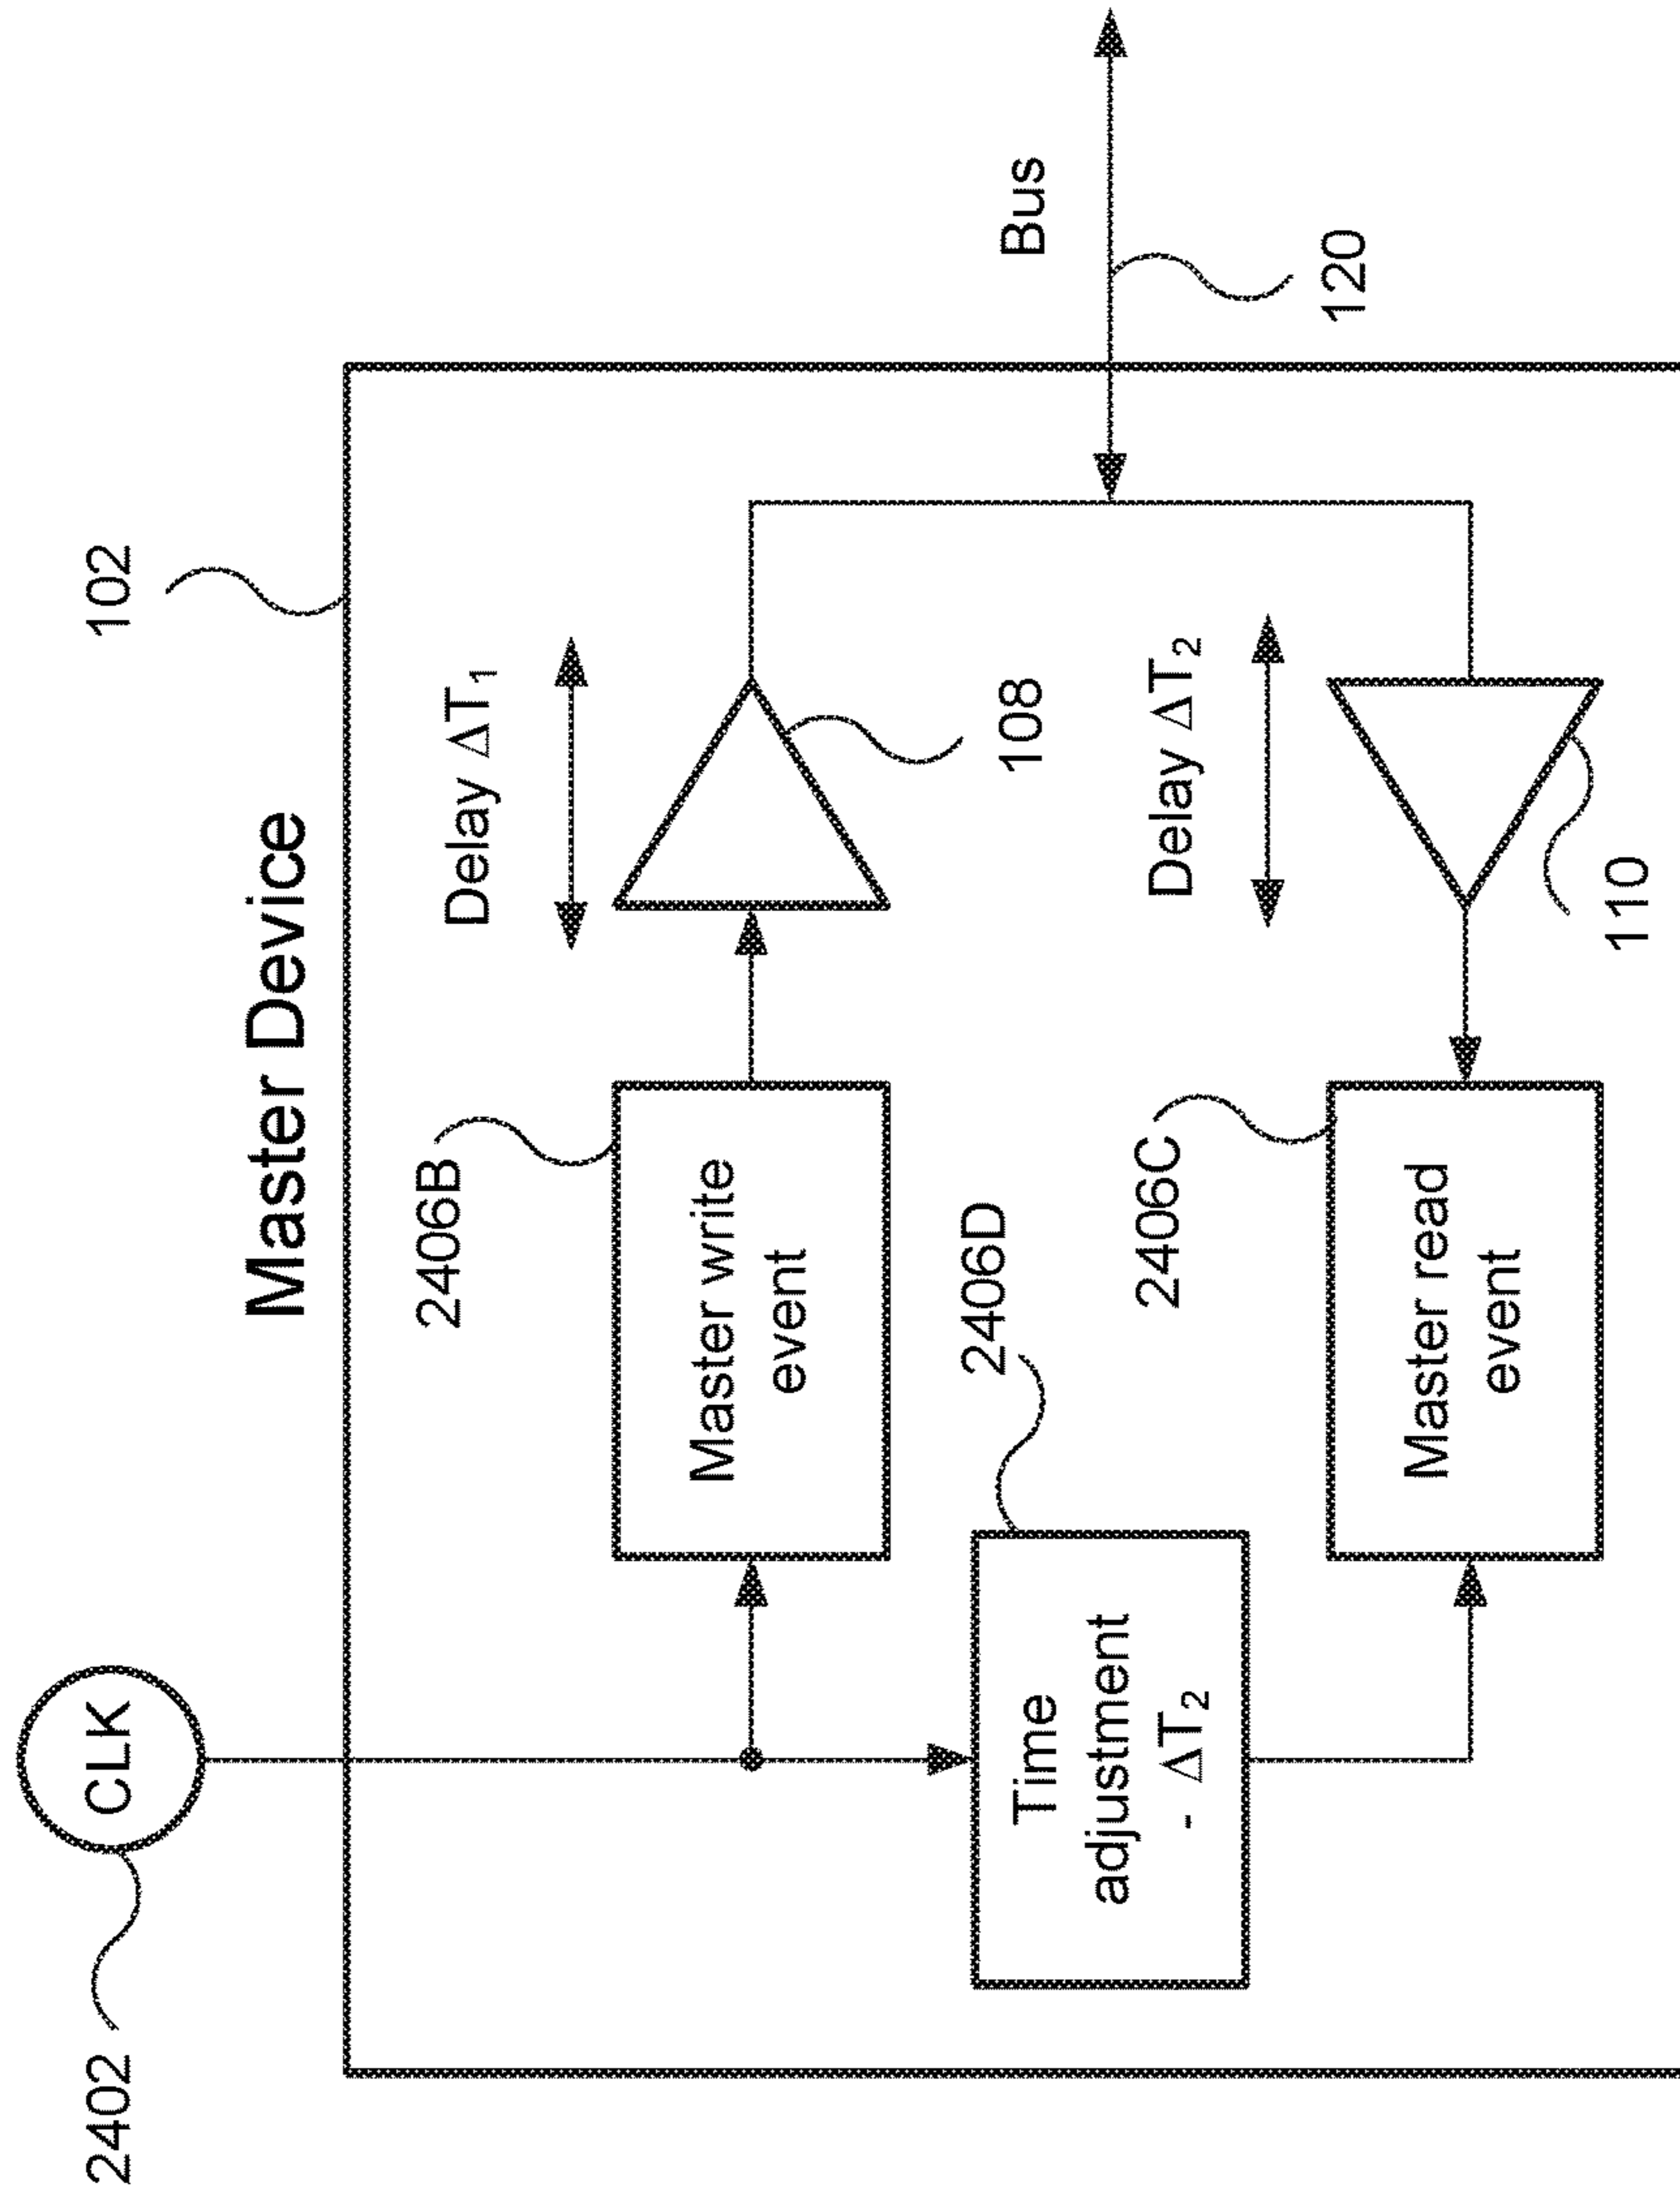 Master Device
2402
CLK
102
2406B
Delay ΔT₁
Master write
event
108
Bus
120
2406D
Time
adjustment
- ΔT₂
2406C
Delay ΔT₂
Master read
event
110